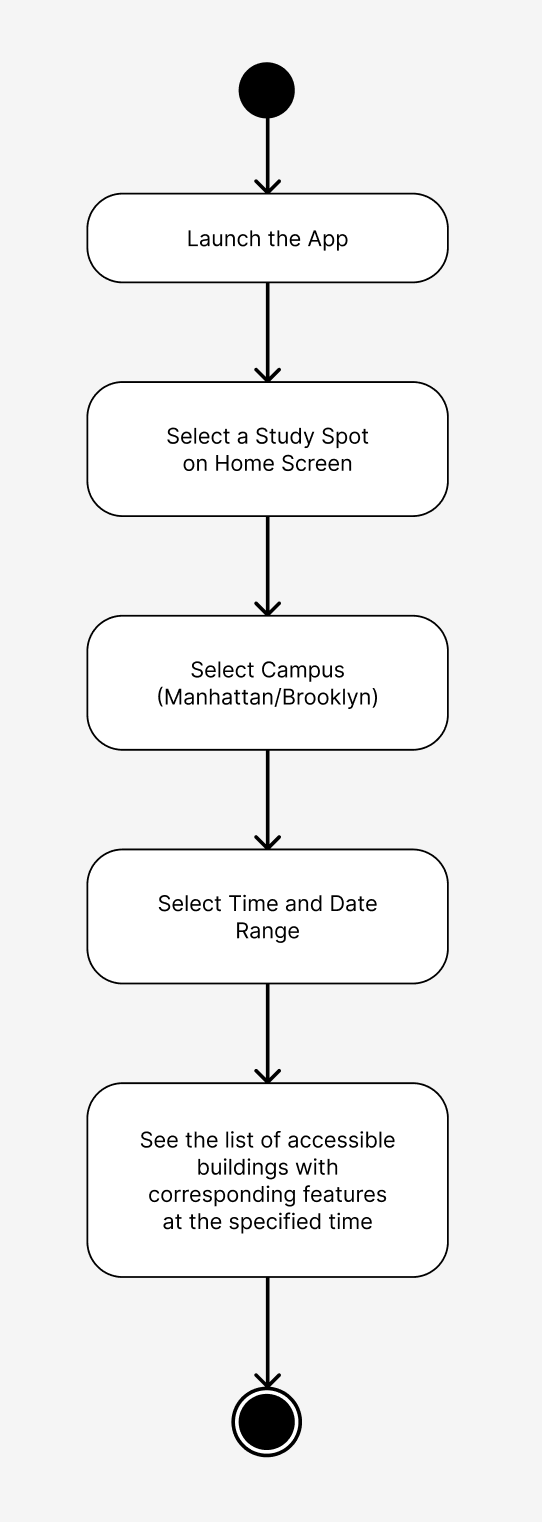 Launch the App
Select a Study Spot
on Home Screen
Select Campus
(Manhattan/Brooklyn)
Select Time and Date
Range
See the list of accessible
buildings with
corresponding features
at the specified time